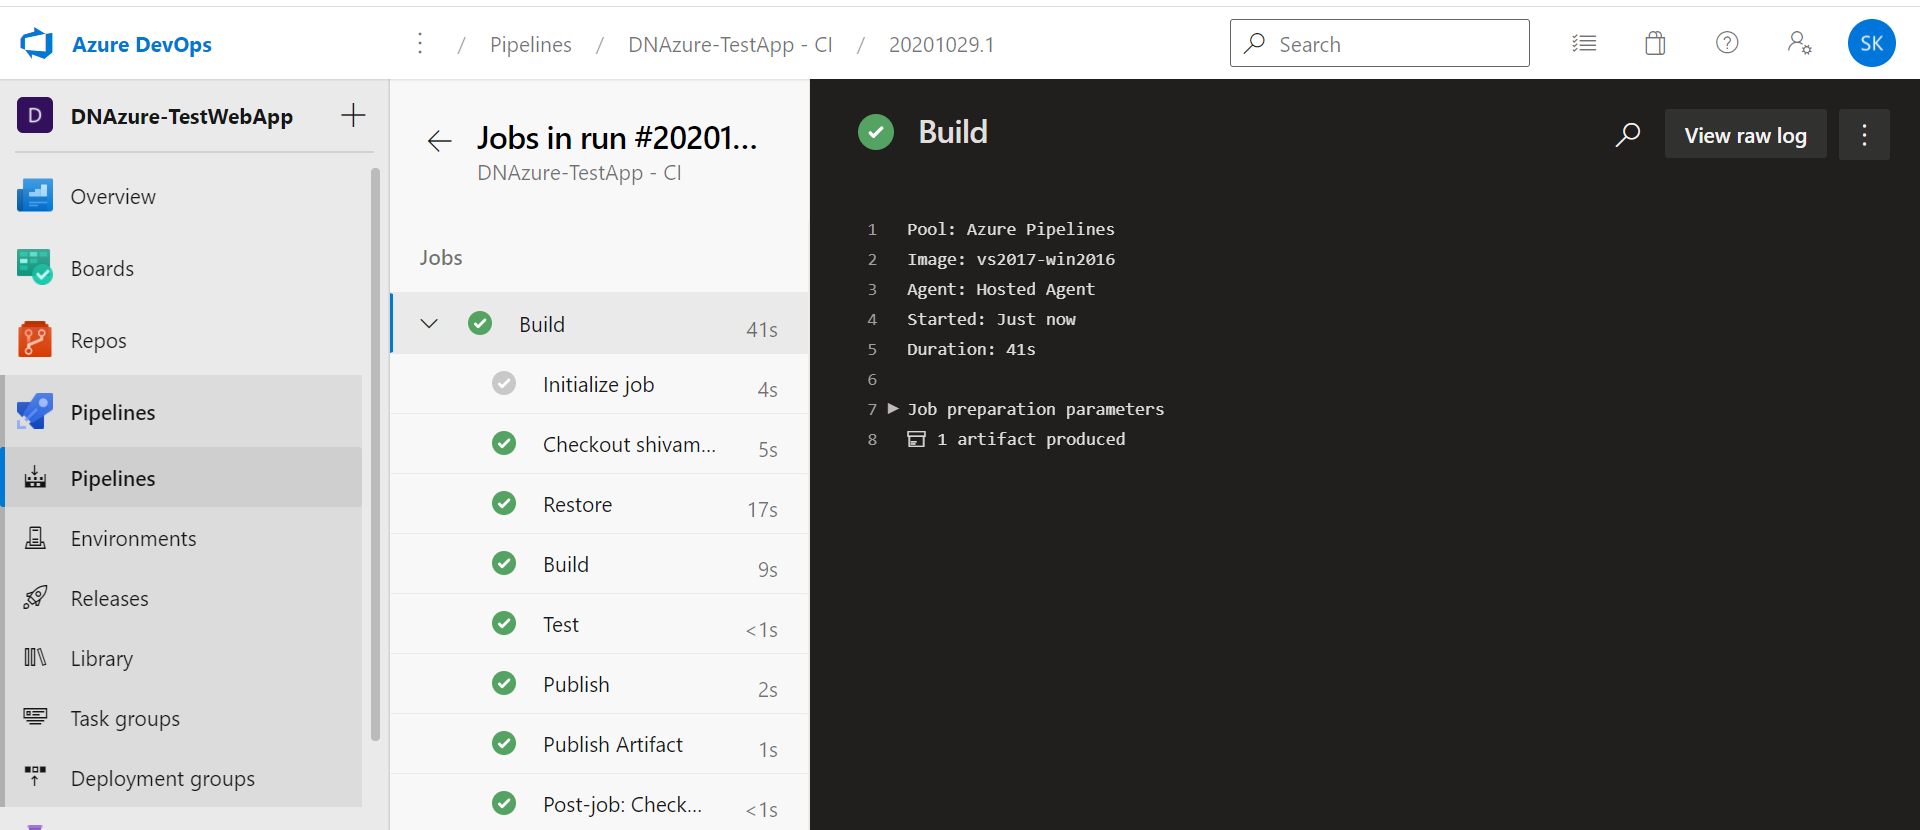 Azure DevOps
/ Pipelines / DNAzure-TestApp - CI / 20201029.1
Search
SK
D DNAzure-TestWebApp
Overview
Boards
Repos
Pipelines
Pipelines
Environments
Releases
Library
Task groups
Deployment groups
Jobs in run #20201...
DNAzure-TestApp - CI
Jobs
Build 41s
Initialize job 4s
Checkout shivam... 5s
Restore 17s
Build 9s
Test <1s
Publish 2s
Publish Artifact 1s
Post-job: Check... <1s
Build
View raw log
1 Pool: Azure Pipelines
2 Image: vs2017-win2016
3 Agent: Hosted Agent
4 Started: Just now
5 Duration: 41s
6
7 Job preparation parameters
8 1 artifact produced